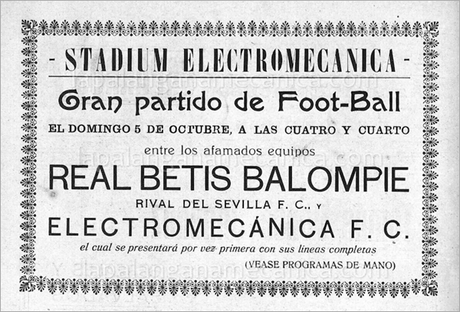 - STADIUM ELECTROMECANICA -
Gran partido de Foot-Ball
EL DOMINGO 5 DE OCTUBRE, A LAS CUATRO Y CUARTO
entre los afamados equipos
REAL BETIS BALOMPIE
RIVAL DEL SEVILLA F. C., Y
ELECTROMECÁNICA F. C.
el cual se presentará por vez primera con sus lineas completas
(VEASE PROGRAMAS DE MANO)